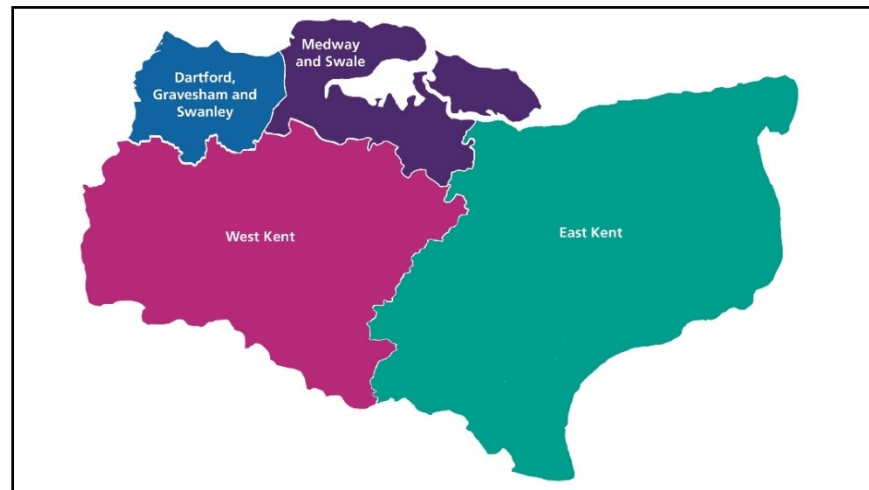 Medway
and Swale
Dartford,
Gravesham and
Swanley
West Kent
East Kent